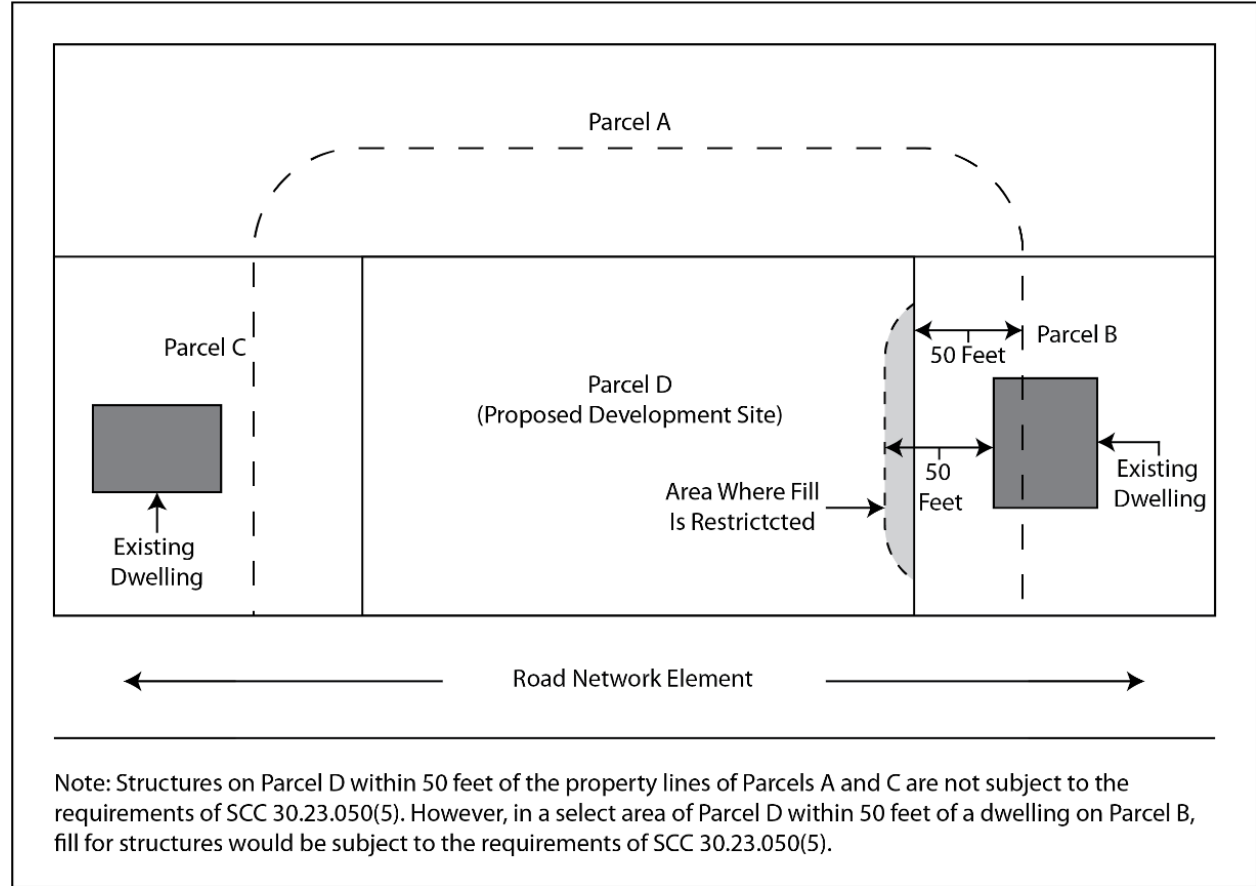 Parcel A
Parcel C
Parcel D
(Proposed Development Site)
50 Feet
Parcel B
50
Feet
Area Where Fill
Is Restrictcted
Existing
Dwelling
Existing
Dwelling
Road Network Element
Note: Structures on Parcel D within 50 feet of the property lines of Parcels A and C are not subject to the
requirements of SCC 30.23.050(5). However, in a select area of Parcel D within 50 feet of a dwelling on Parcel B,
fill for structures would be subject to the requirements of SCC 30.23.050(5).